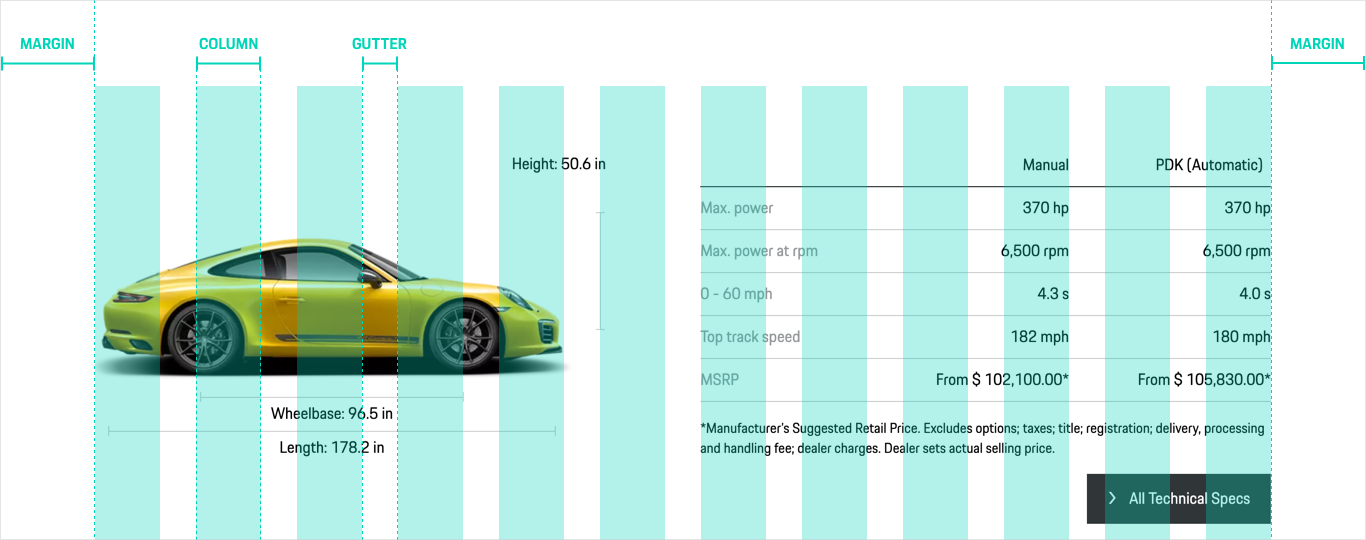 MARGIN COLUMN GUTTER MARGIN
Height: 50.6 in
Wheelbase: 96.5 in
Length: 178.2 in
Manual PDK (Automatic)
Max. power 370 hp 370 hp
Max. power at rpm 6,500 rpm 6,500 rpm
0 - 60 mph 4.3 s 4.0 s
Top track speed 182 mph 180 mph
MSRP From $ 102,100.00* From $ 105,830.00*
*Manufacturer's Suggested Retail Price. Excludes options; taxes; title; registration; delivery, processing
and handling fee; dealer charges. Dealer sets actual selling price.
All Technical Specs